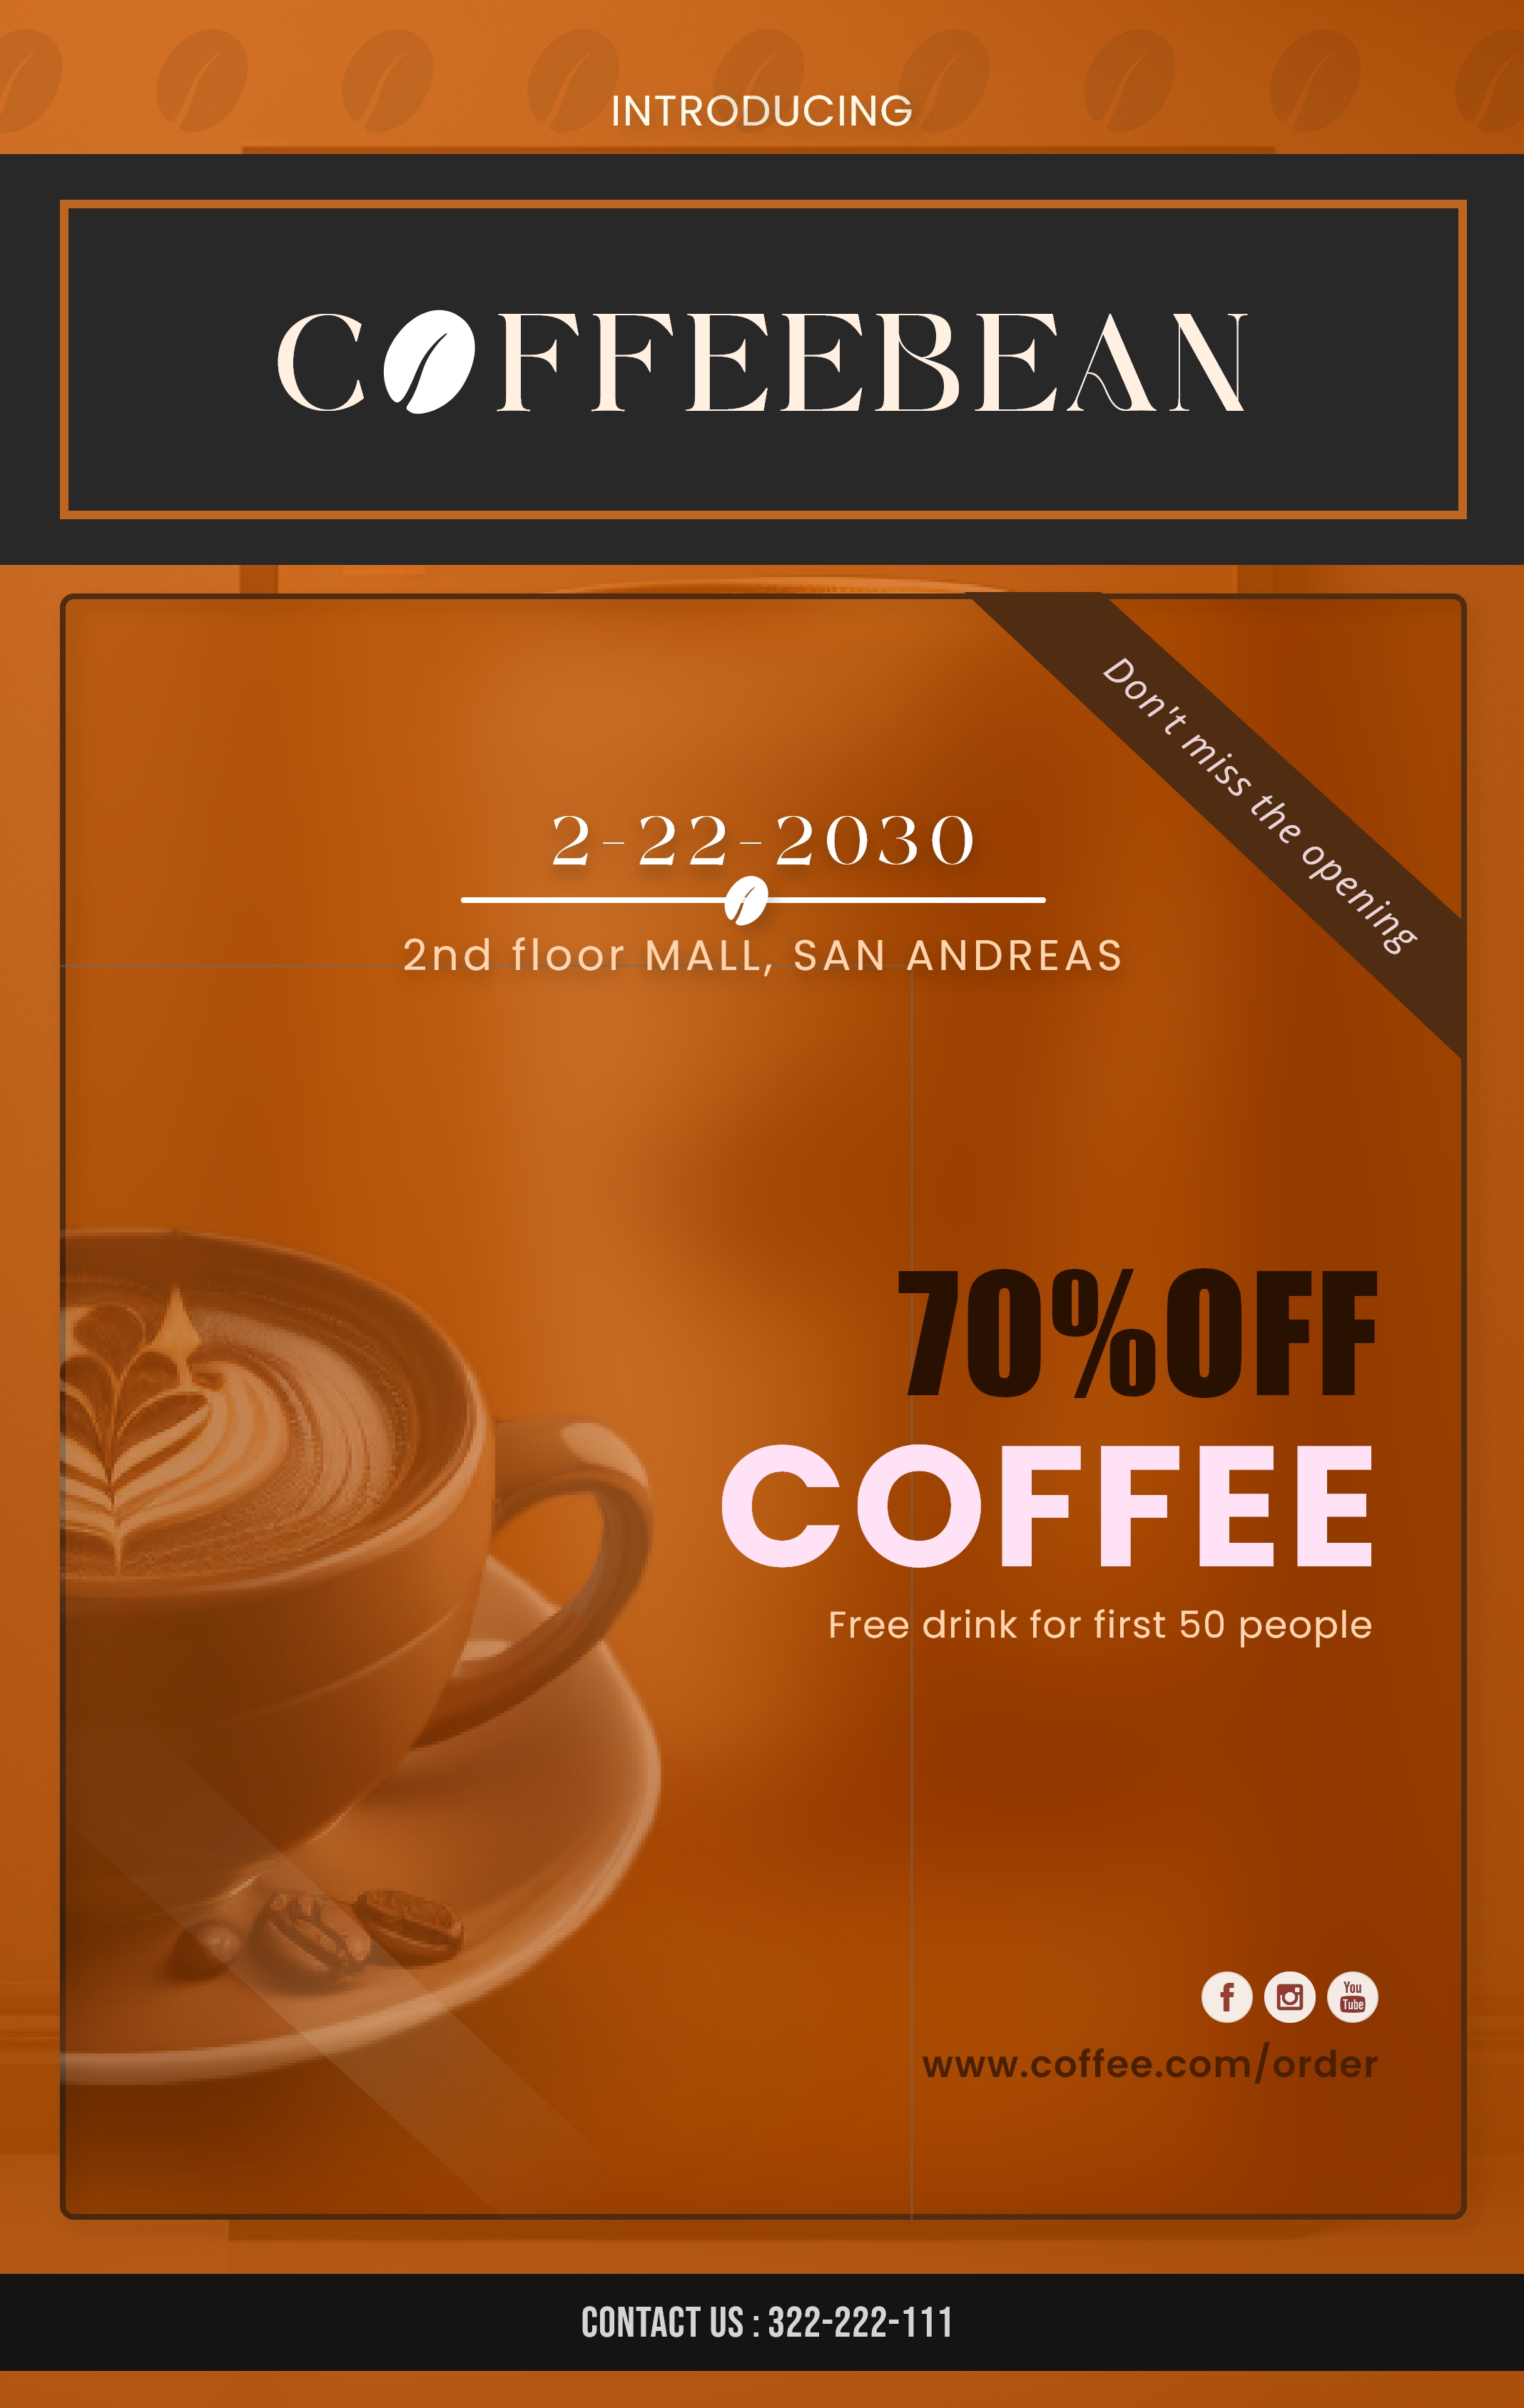 INTRODUCING
COFFEEBEAN
Don't miss the opening
2-22-2030
2nd floor MALL, SAN ANDREAS
70%OFF
COFFEE
Free drink for first 50 people
You
Tube
www.coffee.com/order
CONTACT US : 322-222-111